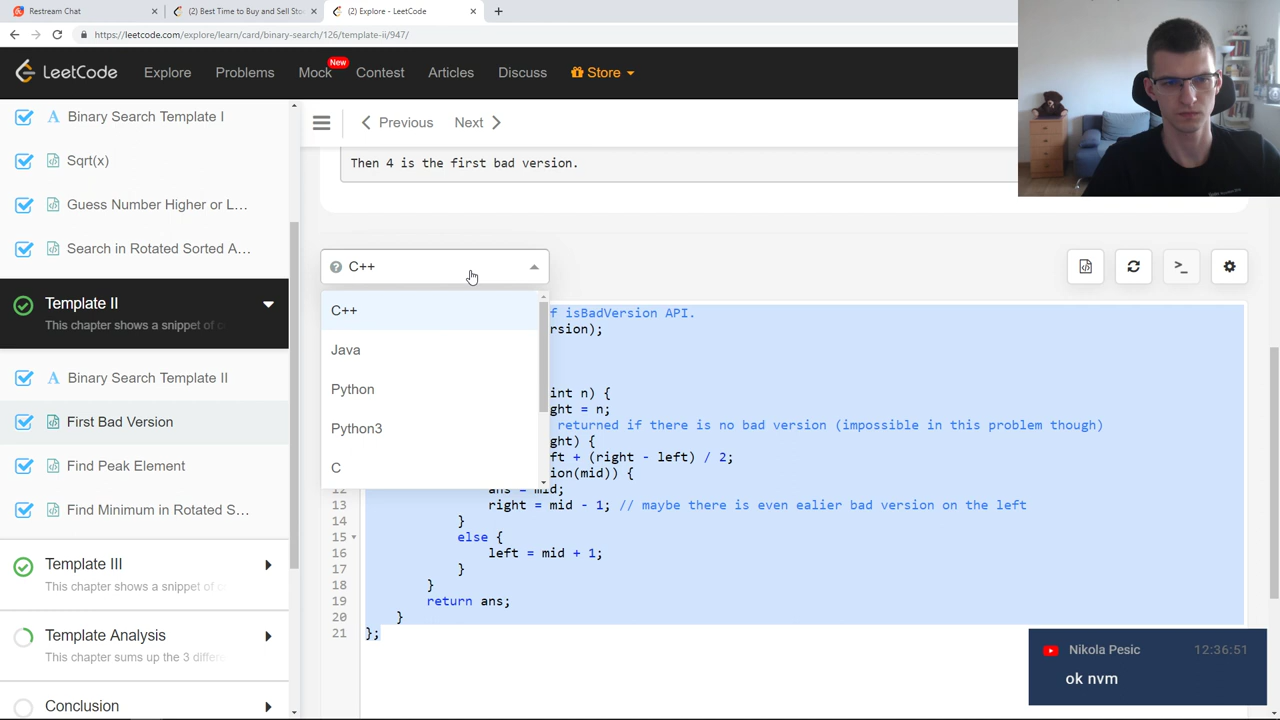 Restream Chat
(2) Best Time to Buy and Sell Sto
(2) Explore - LeetCode
https://leetcode.com/explore/learn/card/binary-search/126/template-ii/947/
LeetCode
Explore
Problems
Mock
New
Contest
Articles
Discuss
Store
A Binary Search Template I
Sqrt(x)
Guess Number Higher or L...
Search in Rotated Sorted A...
Template II
This chapter shows a snippet of c
A Binary Search Template II
First Bad Version
Find Peak Element
Find Minimum in Rotated S...
Template III
This chapter shows a snippet of c
Template Analysis
This chapter sums up the 3 differ
Conclusion
Previous
Next
Then 4 is the first bad version.
C++
C++
Java
Python
Python3
C
f isBadVersion API.
rsion);
int n) {
ght = n;
returned if there is no bad version (impossible in this problem though)
ght) {
ft + (right - left) / 2;
ion(mid)) {
12 ans = mid;
13 right = mid - 1; // maybe there is even ealier bad version on the left
14 }
15 else {
16 left = mid + 1;
17 }
18 }
19 return ans;
20 }
21 };
Nikola Pesic 12:36:51
ok nvm